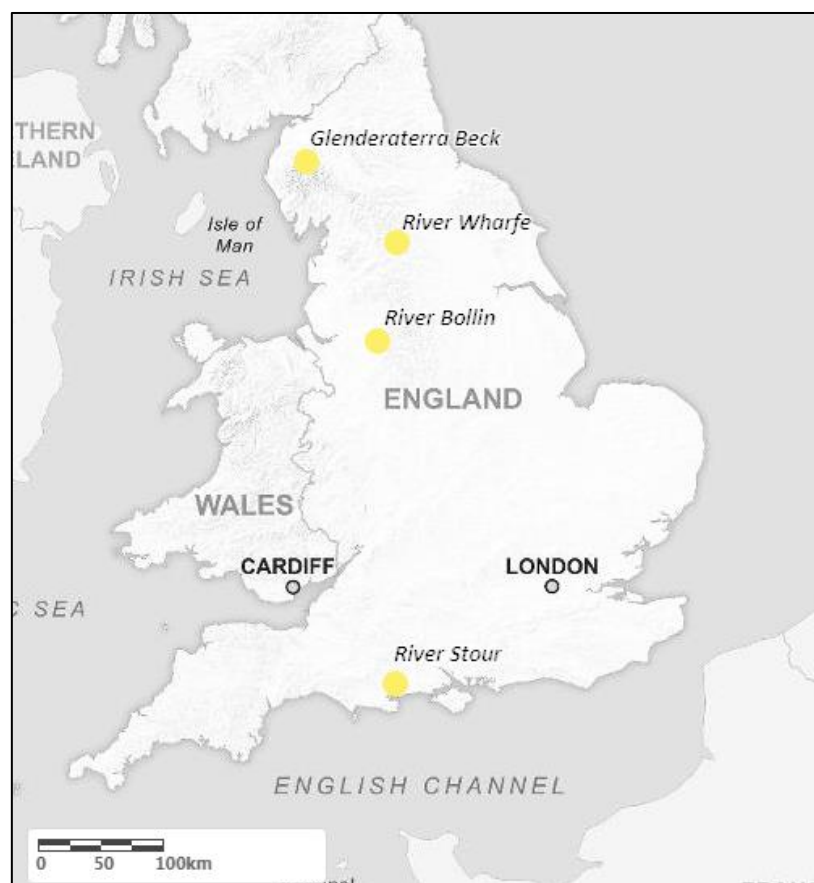 Glenderaterra Beck
THERN
LAND
River Wharfe
Isle of
Man
IRISH SEA
River Bollin
ENGLAND
WALES
CARDIFF
LONDON
C SEA
River Stour
ENGLISH CHANNEL
0 50 100km